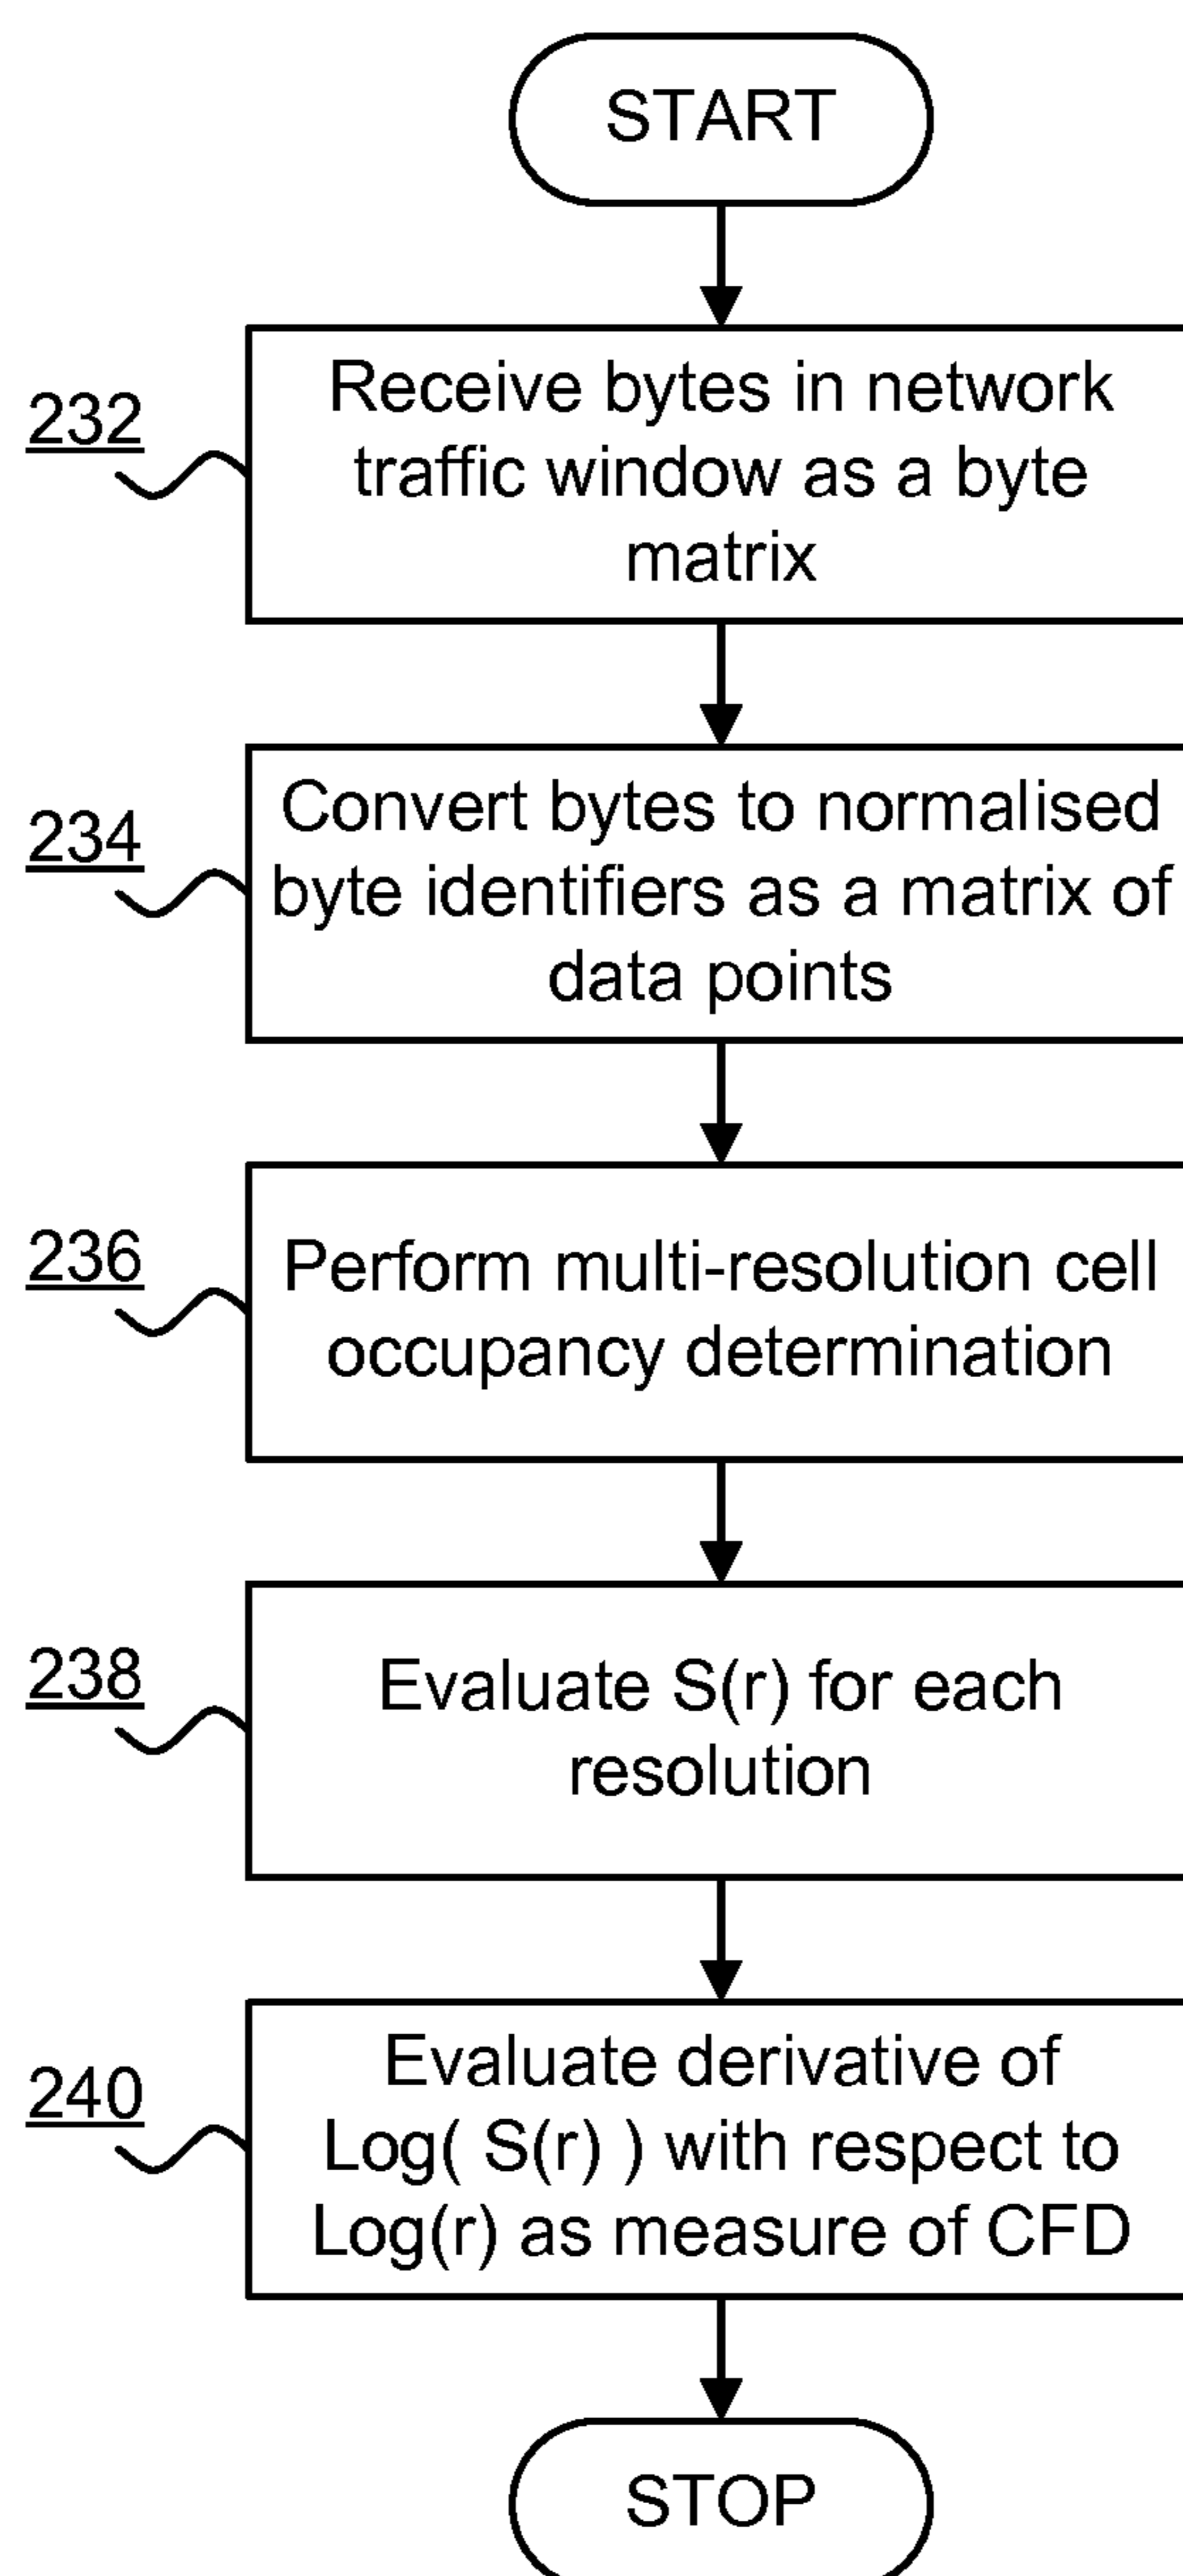 START
232
Receive bytes in network
traffic window as a byte
matrix
234
Convert bytes to normalised
byte identifiers as a matrix of
data points
236
Perform multi-resolution cell
occupancy determination
238
Evaluate S(r) for each
resolution
240
Evaluate derivative of
Log( S(r) ) with respect to
Log(r) as measure of CFD
STOP